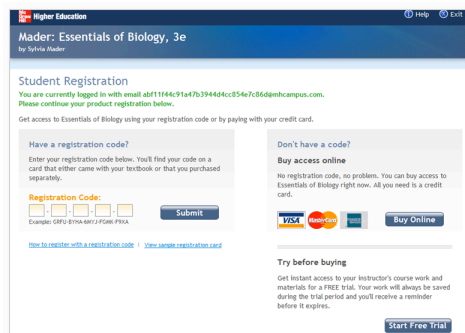 Mc Graw Hill Higher Education
Help Exit
Mader: Essentials of Biology, 3e
by Sylvia Mader
Student Registration
You are currently logged in with email abf11f44c91a47b3944d4cc854e7c86d@mhcampus.com.
Please continue your product registration below.
Get access to Essentials of Biology using your registration code or by paying with your credit card.
Have a registration code?
Enter your registration code below. You'll find your code on a
card that either came with your textbook or that you purchased
separately.
Registration Code:
- - - -
Submit
Example: GRFU-BYHA-6MYJ-FGNK-F9KA
How to register with a registration code | View sample registration card
Don't have a code?
Buy access online
No registration code, no problem. You can buy access to
Essentials of Biology right now. All you need is a credit
card.
VISA MasterCard
Buy Online
Try before buying
Get instant access to your instructor's course work and
materials for a FREE trial. Your work will always be saved
during the trial period and you'll receive a reminder
before it expires.
Start Free Trial